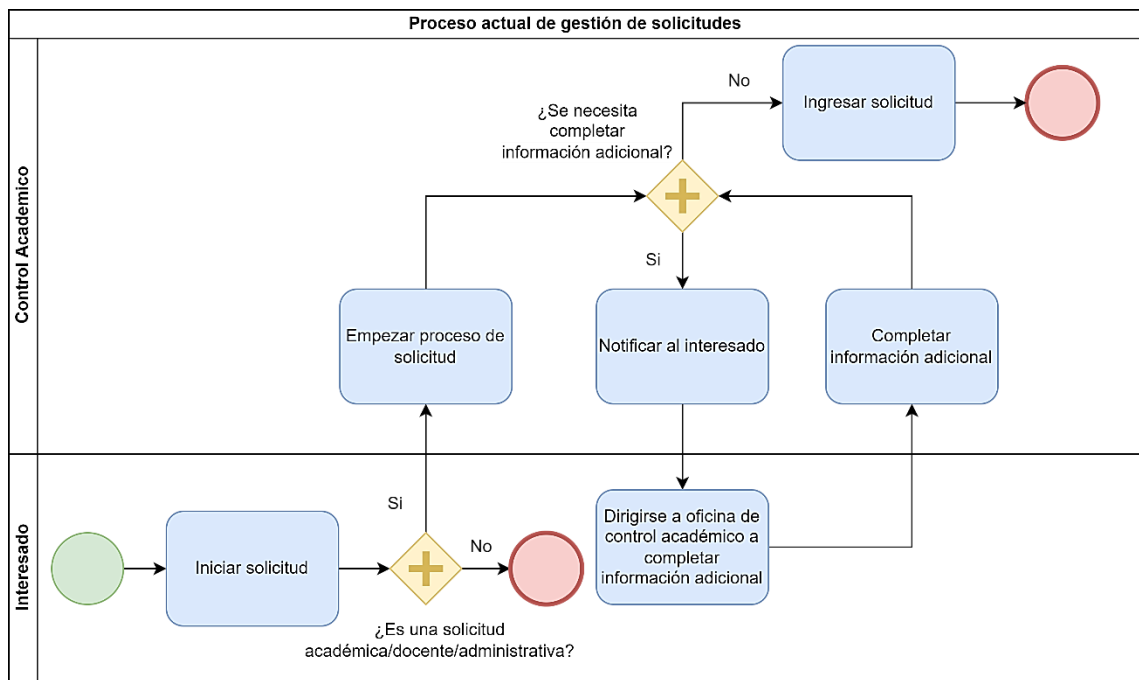 Proceso actual de gestión de solicitudes
Control Academico
No
Ingresar solicitud
¿Se necesita
completar
información adicional?
Si
Empezar proceso de
solicitud
Notificar al interesado
Completar
información adicional
Interesado
Si
Iniciar solicitud
No
Dirigirse a oficina de
control académico a
completar
información adicional
¿Es una solicitud
académica/docente/administrativa?